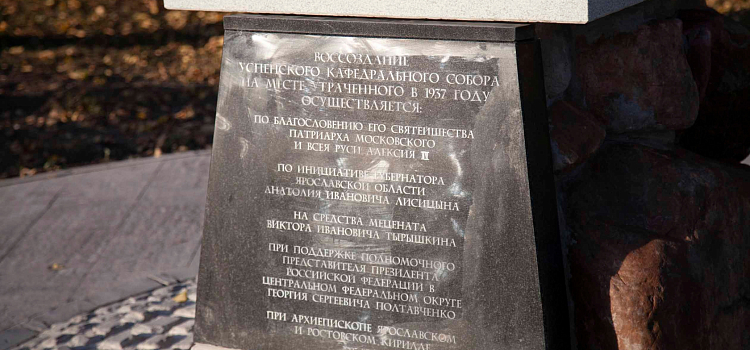 ВОССОЗДАНИЕ
УСПЕНСКОГО КАФЕДРАЛЬНОГО СОБОРА
НА МЕСТЕ УТРАЧЕННОГО В 1937 ГОДУ
ОСУЩЕСТВЛЯЕТСЯ:
ПО БЛАГОСЛОВЕНИЮ ЕГО СВЯТЕЙШЕСТВА
ПАТРИАРХА МОСКОВСКОГО
И ВСЕЯ РУСИ АЛЕКСИЯ II
ПО ИНИЦИАТИВЕ ГУБЕРНАТОРА
ЯРОСЛАВСКОЙ ОБЛАСТИ
АНАТОЛИЯ ИВАНОВИЧА ЛИСИЦЫНА
НА СРЕДСТВА МЕЦЕНАТА
ВИКТОРА ИВАНОВИЧА ТЫРЫШКИНА
ПРИ ПОДДЕРЖКЕ ПОЛНОМОЧНОГО
ПРЕДСТАВИТЕЛЯ ПРЕЗИДЕНТА
РОССИЙСКОЙ ФЕДЕРАЦИИ В
ЦЕНТРАЛЬНОМ ФЕДЕРАЛЬНОМ ОКРУГЕ
ГЕОРГИЯ СЕРГЕЕВИЧА ПОЛТАВЧЕНКО
ПРИ АРХИЕПИСКОПЕ ЯРОСЛАВСКОМ
И РОСТОВСКОМ КИРИЛЛЕ